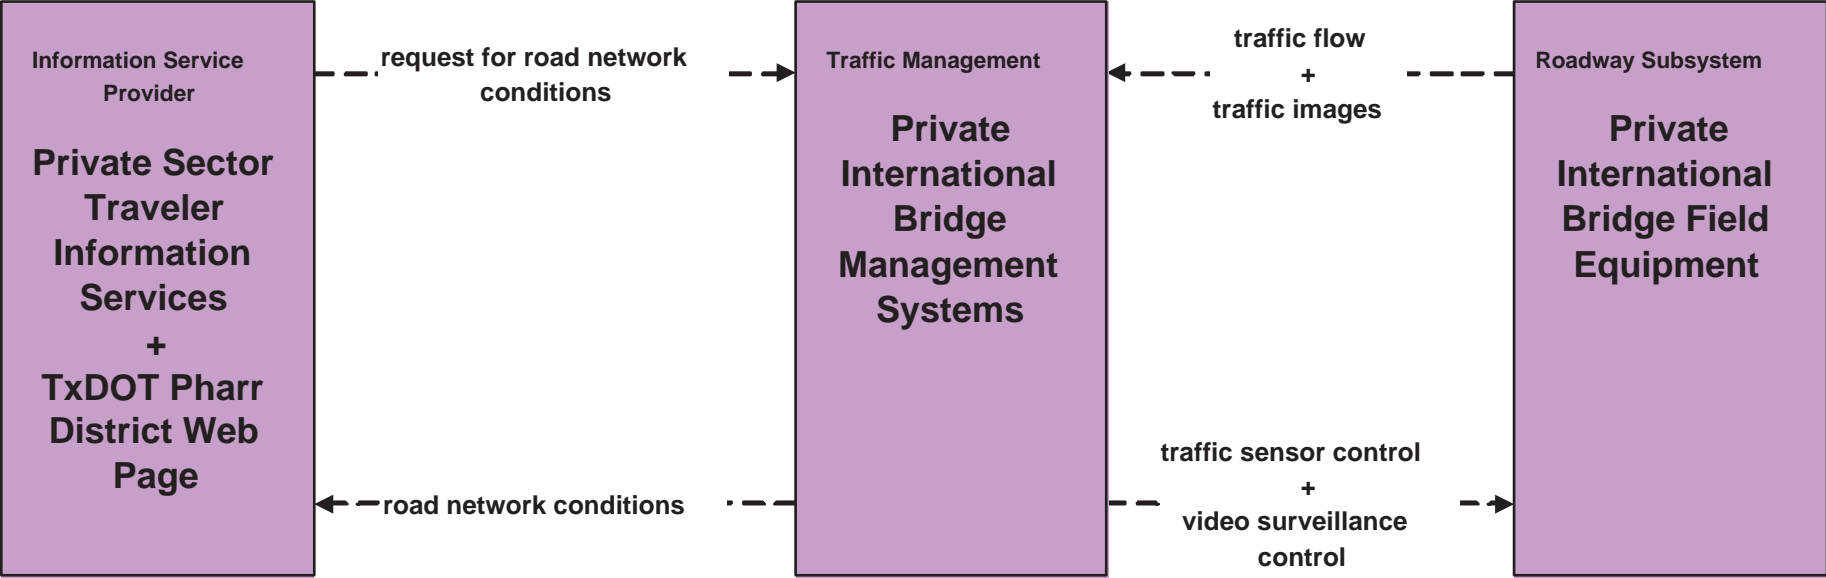 Information Service
Provider
Private Sector
Traveler
Information
Services
+
TxDOT Pharr
District Web
Page
request for road network
conditions
road network conditions
Traffic Management
Private
International
Bridge
Management
Systems
traffic flow
+
traffic images
traffic sensor control
+
video surveillance
control
Roadway Subsystem
Private
International
Bridge Field
Equipment